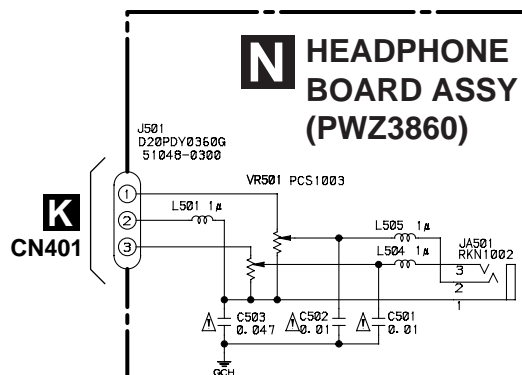 N HEADPHONE
BOARD ASSY
(PWZ3860)
J501
D20PDY0360G
51048-0300
VR501 PCS1003
K
CN401
1
2
3
L501 1µ
L505 1µ
L504 1µ
JA501
RKN1002
3
2
1
C503
0.047
C502
0.01
C501
0.01
GCH